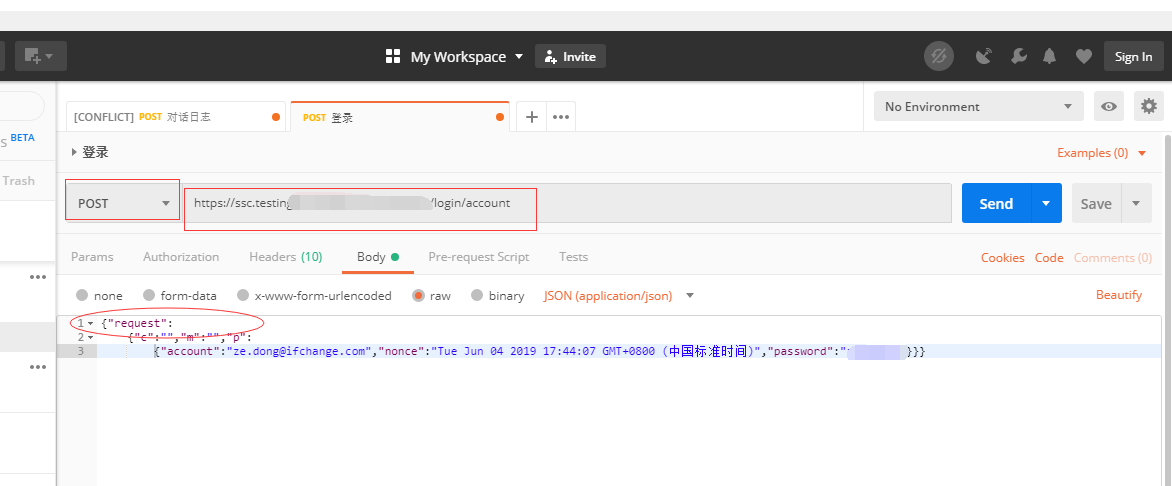 My Workspace
Invite
Sign In
[CONFLICT] POST 对话日志
POST 登录
No Environment
S BETA
登录
Examples (0)
Trash
POST
https://ssc.testing /login/account
Send
Save
Params
Authorization
Headers (10)
Body
Pre-request Script
Tests
Cookies
Code
Comments (0)
none
form-data
x-www-form-urlencoded
raw
binary
JSON (application/json)
Beautify
1 {"request":
2 {"c":"","m":"","p":
3 {"account":"ze.dong@ifchange.com","nonce":"Tue Jun 04 2019 17:44:07 GMT+0800 (中国标准时间)","password":" }}}